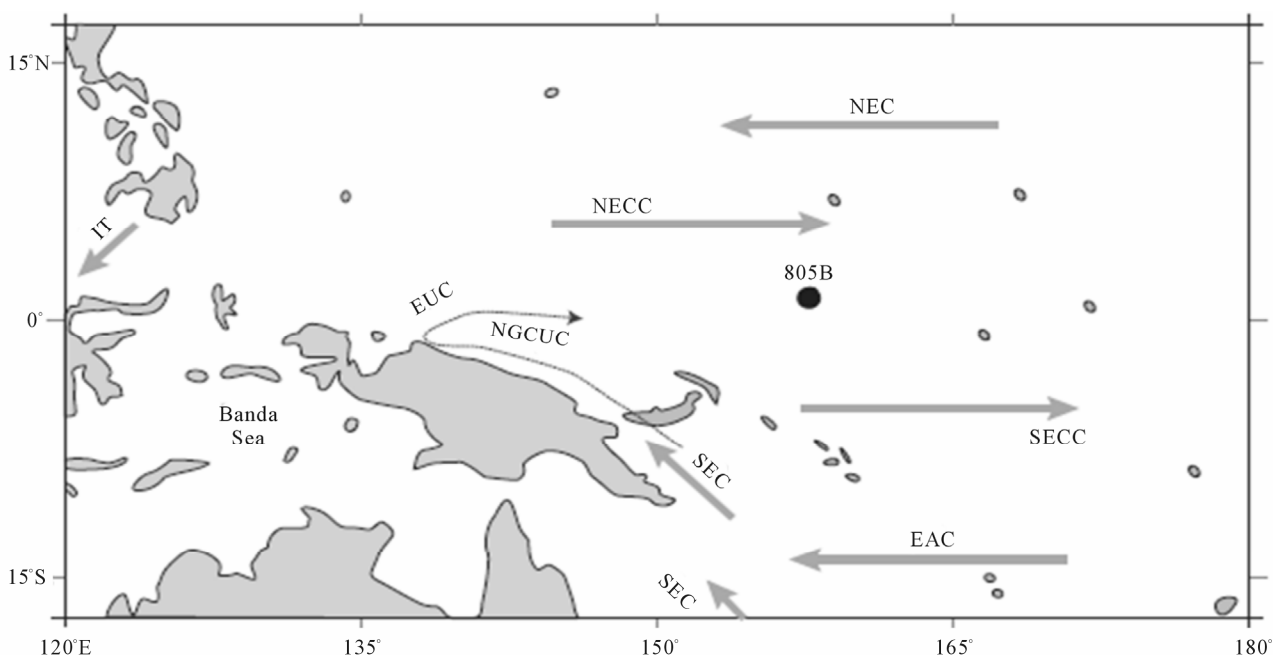 15°N
NEC
NECC
IT
805B
EUC
0°
NGCUC
Banda
Sea
SECC
SEC
EAC
15°S
SEC
120°E
135°
150°
165°
180°